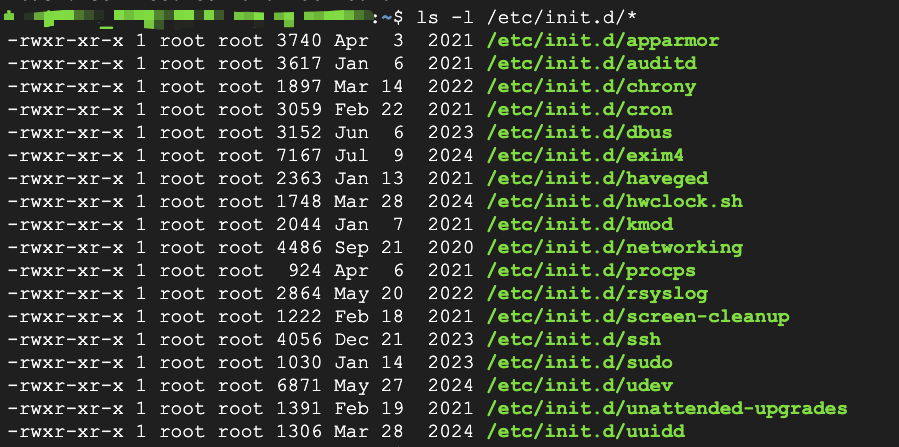 :~$ ls -l /etc/init.d/*
-rwxr-xr-x 1 root root 3740 Apr  3  2021 /etc/init.d/apparmor
-rwxr-xr-x 1 root root 3617 Jan  6  2021 /etc/init.d/auditd
-rwxr-xr-x 1 root root 1897 Mar 14  2022 /etc/init.d/chrony
-rwxr-xr-x 1 root root 3059 Feb 22  2021 /etc/init.d/cron
-rwxr-xr-x 1 root root 3152 Jun  6  2023 /etc/init.d/dbus
-rwxr-xr-x 1 root root 7167 Jul  9  2024 /etc/init.d/exim4
-rwxr-xr-x 1 root root 2363 Jan 13  2021 /etc/init.d/haveged
-rwxr-xr-x 1 root root 1748 Mar 28  2024 /etc/init.d/hwclock.sh
-rwxr-xr-x 1 root root 2044 Jan  7  2021 /etc/init.d/kmod
-rwxr-xr-x 1 root root 4486 Sep 21  2020 /etc/init.d/networking
-rwxr-xr-x 1 root root  924 Apr  6  2021 /etc/init.d/procps
-rwxr-xr-x 1 root root 2864 May 20  2022 /etc/init.d/rsyslog
-rwxr-xr-x 1 root root 1222 Feb 18  2021 /etc/init.d/screen-cleanup
-rwxr-xr-x 1 root root 4056 Dec 21  2023 /etc/init.d/ssh
-rwxr-xr-x 1 root root 1030 Jan 14  2023 /etc/init.d/sudo
-rwxr-xr-x 1 root root 6871 May 27  2024 /etc/init.d/udev
-rwxr-xr-x 1 root root 1391 Feb 19  2021 /etc/init.d/unattended-upgrades
-rwxr-xr-x 1 root root 1306 Mar 28  2024 /etc/init.d/uuidd